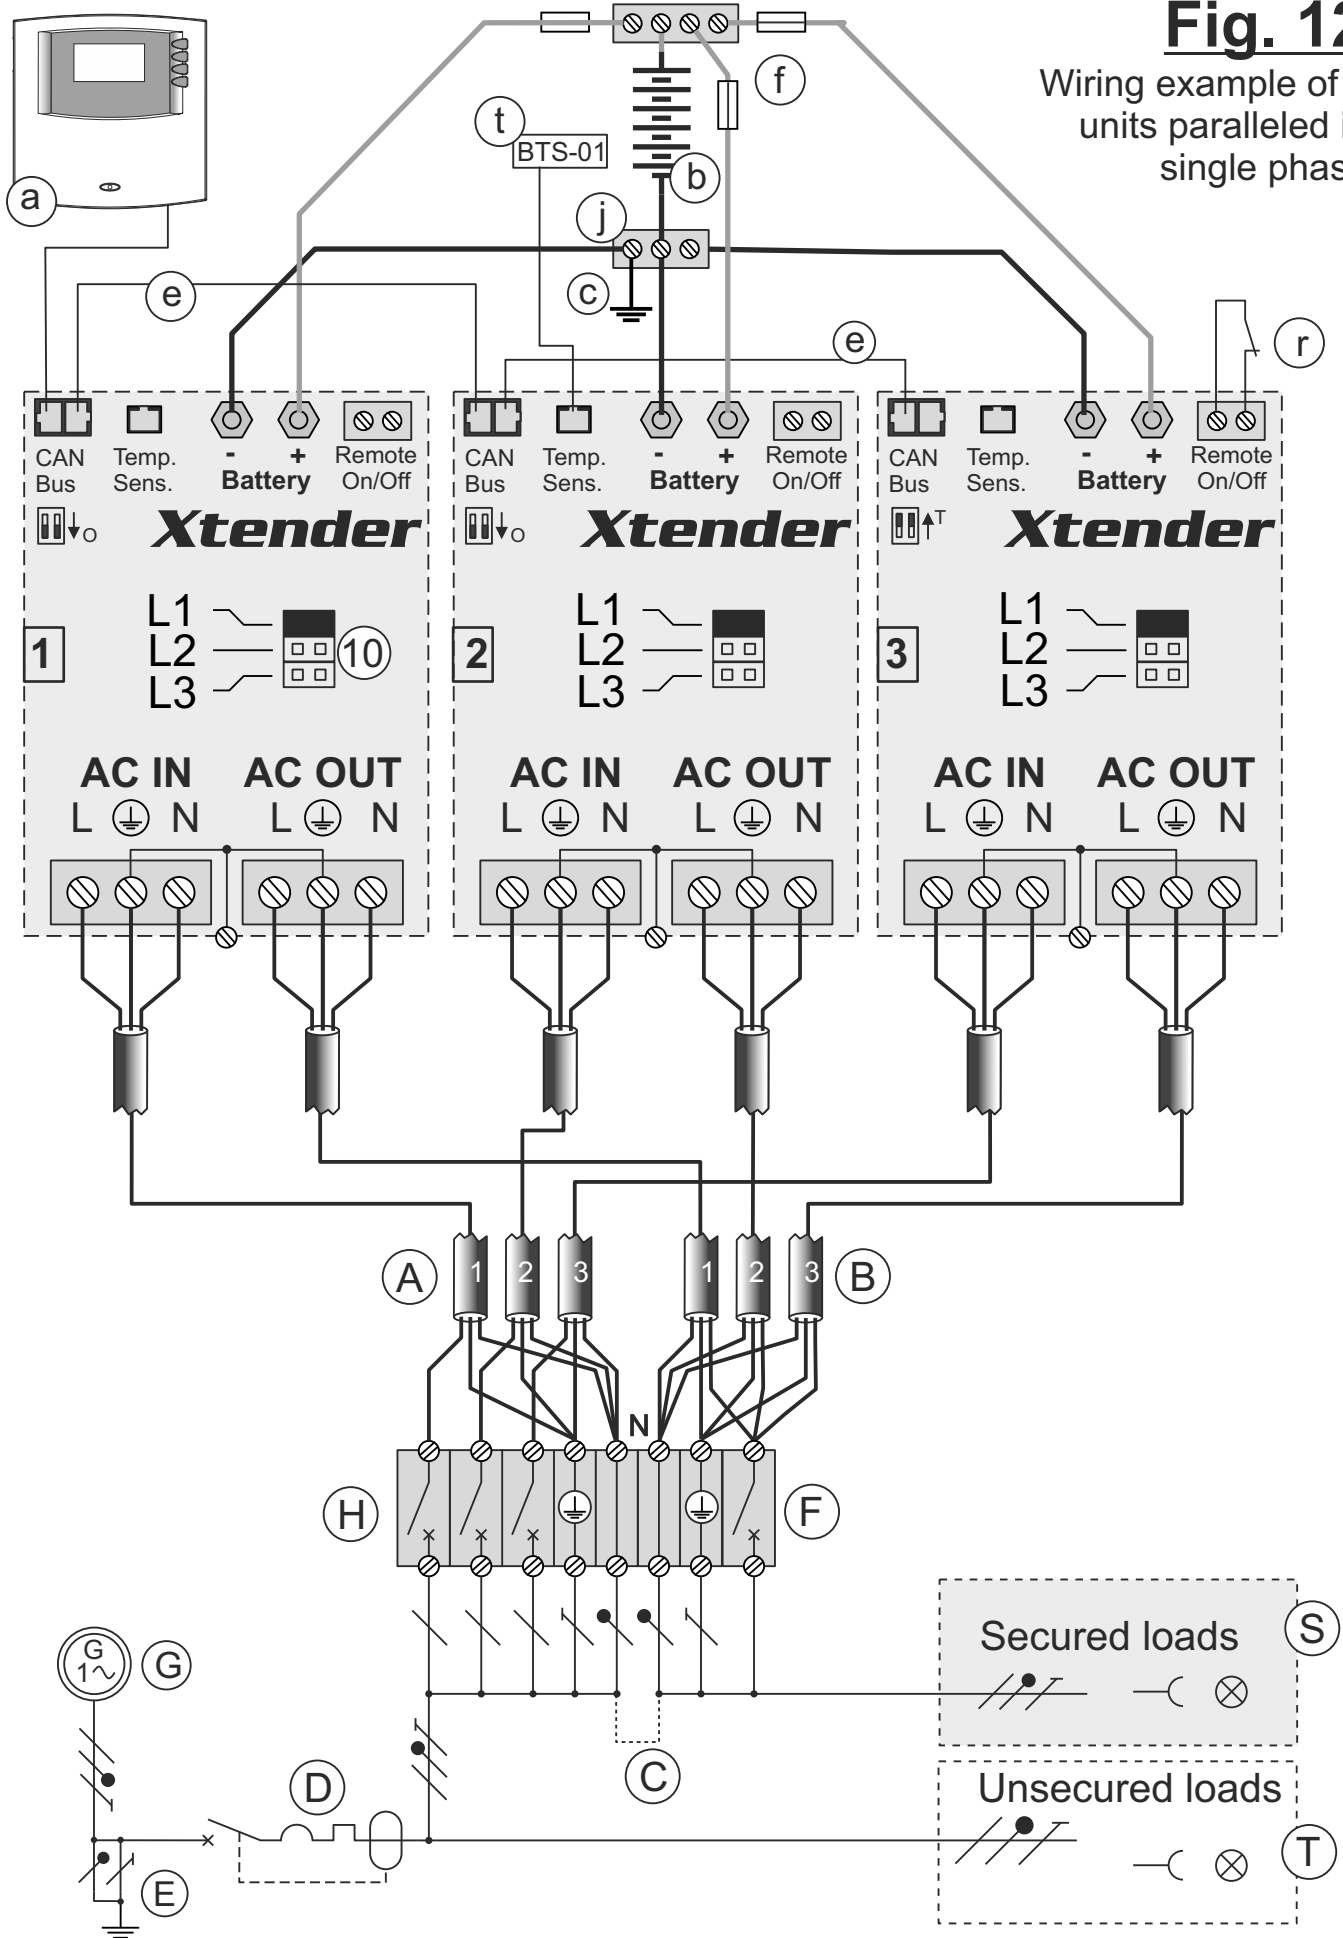 Fig. 12
Wiring example of
units paralleled i
single phas
a
f
t
BTS-01
b
j
c
e
e
r
CAN Bus
Temp. Sens.
- +
Battery
Remote On/Off
O
Xtender
L1
L2
L3
1
10
AC IN
AC OUT
L N
L N
CAN Bus
Temp. Sens.
- +
Battery
Remote On/Off
O
Xtender
L1
L2
L3
2
AC IN
AC OUT
L N
L N
CAN Bus
Temp. Sens.
- +
Battery
Remote On/Off
T
Xtender
L1
L2
L3
3
AC IN
AC OUT
L N
L N
A
1 2 3
1 2 3
B
N
H
F
G
1~
G
Secured loads
S
C
D
Unsecured loads
T
E